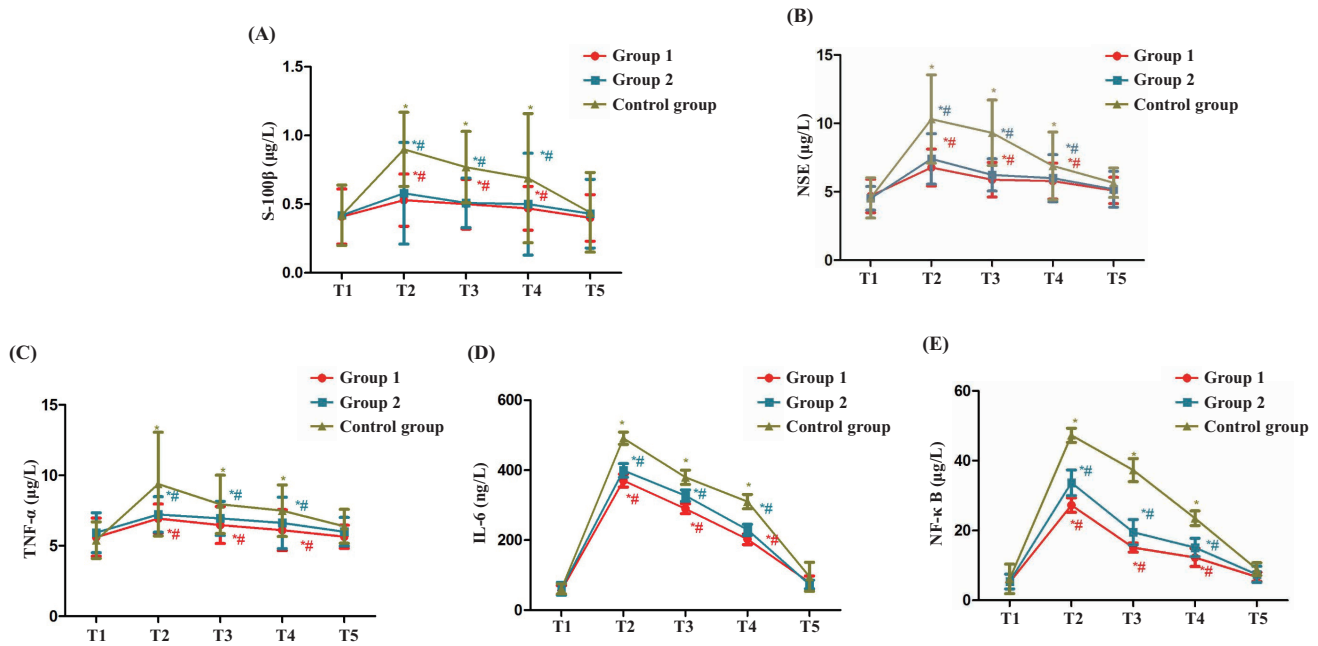 (A)
Group 1
Group 2
Control group
S-100β (μg/L)
1.5
1.0
0.5
0.0
*
*
*
*#
*#
*#
*#
*#
*#
T1 T2 T3 T4 T5
(B)
Group 1
Group 2
Control group
NSE (μg/L)
15
10
5
0
*
*
*
*#
*#
*#
*#
*#
*#
T1 T2 T3 T4 T5
(C)
Group 1
Group 2
Control group
TNF-α (μg/L)
15
10
5
0
*
*
*
*#
*#
*#
*#
*#
*#
T1 T2 T3 T4 T5
(D)
Group 1
Group 2
Control group
IL-6 (ng/L)
600
400
200
0
*
*
*
*#
*#
*#
*#
*#
*#
T1 T2 T3 T4 T5
(E)
Group 1
Group 2
Control group
NF-κ B (μg/L)
60
40
20
0
*
*
*
*#
*#
*#
*#
*#
*#
T1 T2 T3 T4 T5